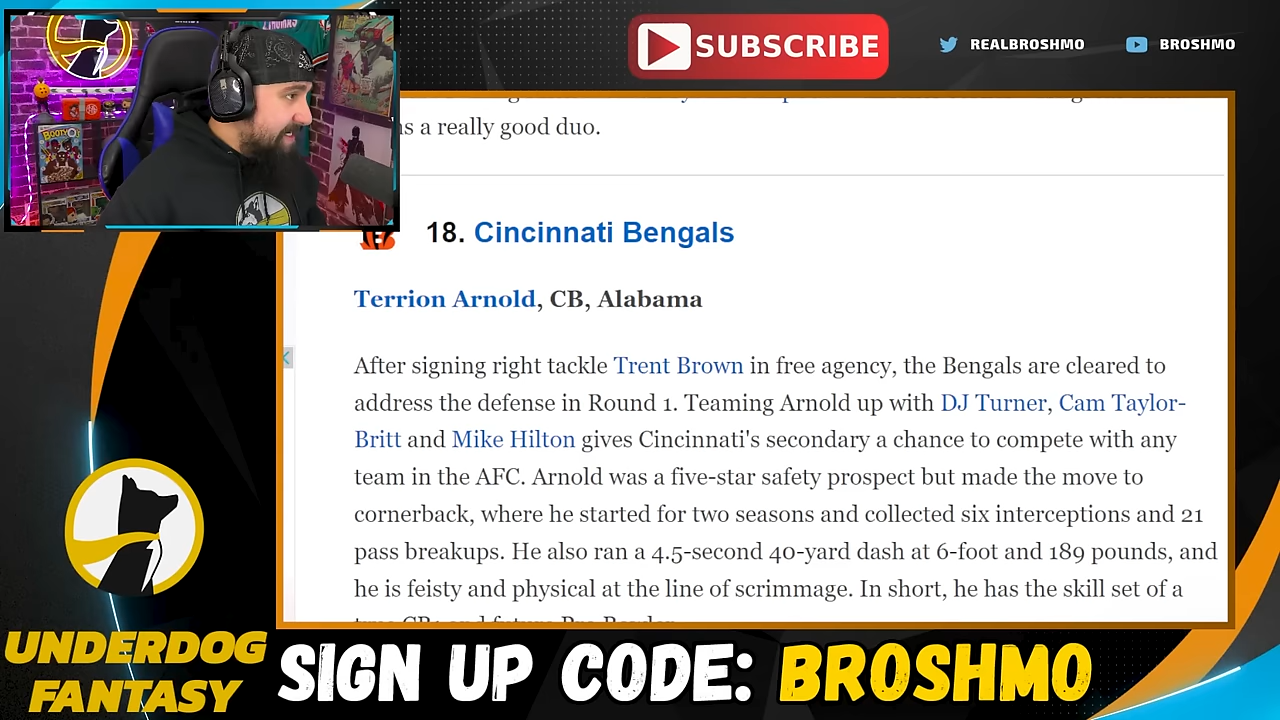 SUBSCRIBE
REALBROSHMO
BROSHMO
a really good duo.
18. Cincinnati Bengals
Terrion Arnold, CB, Alabama
After signing right tackle Trent Brown in free agency, the Bengals are cleared to
address the defense in Round 1. Teaming Arnold up with DJ Turner, Cam Taylor-
Britt and Mike Hilton gives Cincinnati's secondary a chance to compete with any
team in the AFC. Arnold was a five-star safety prospect but made the move to
cornerback, where he started for two seasons and collected six interceptions and 21
pass breakups. He also ran a 4.5-second 40-yard dash at 6-foot and 189 pounds, and
he is feisty and physical at the line of scrimmage. In short, he has the skill set of a
UNDERDOG
FANTASY
SIGN UP CODE: BROSHMO